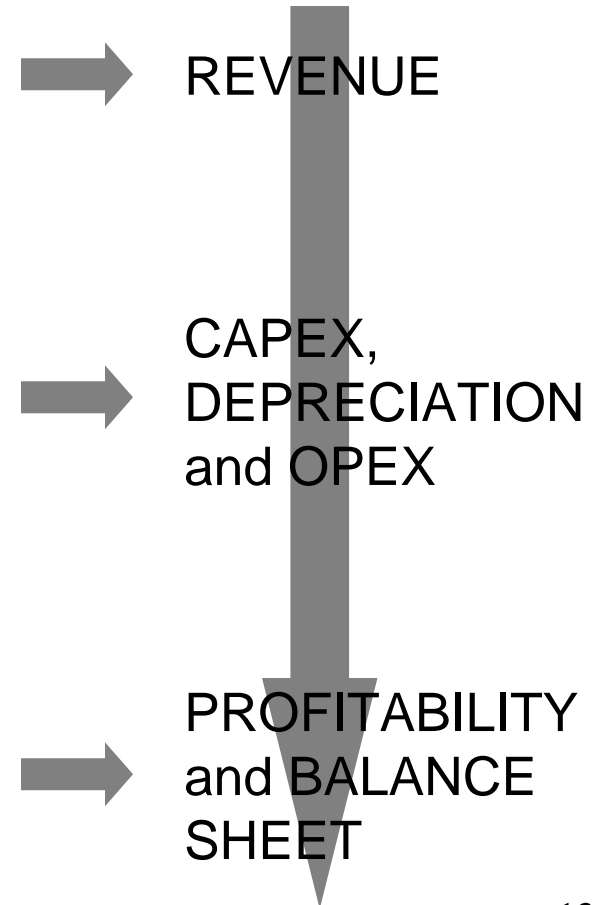 REVENUE
CAPEX,
DEPRECIATION
and OPEX
PROFITABILITY
and BALANCE
SHEET